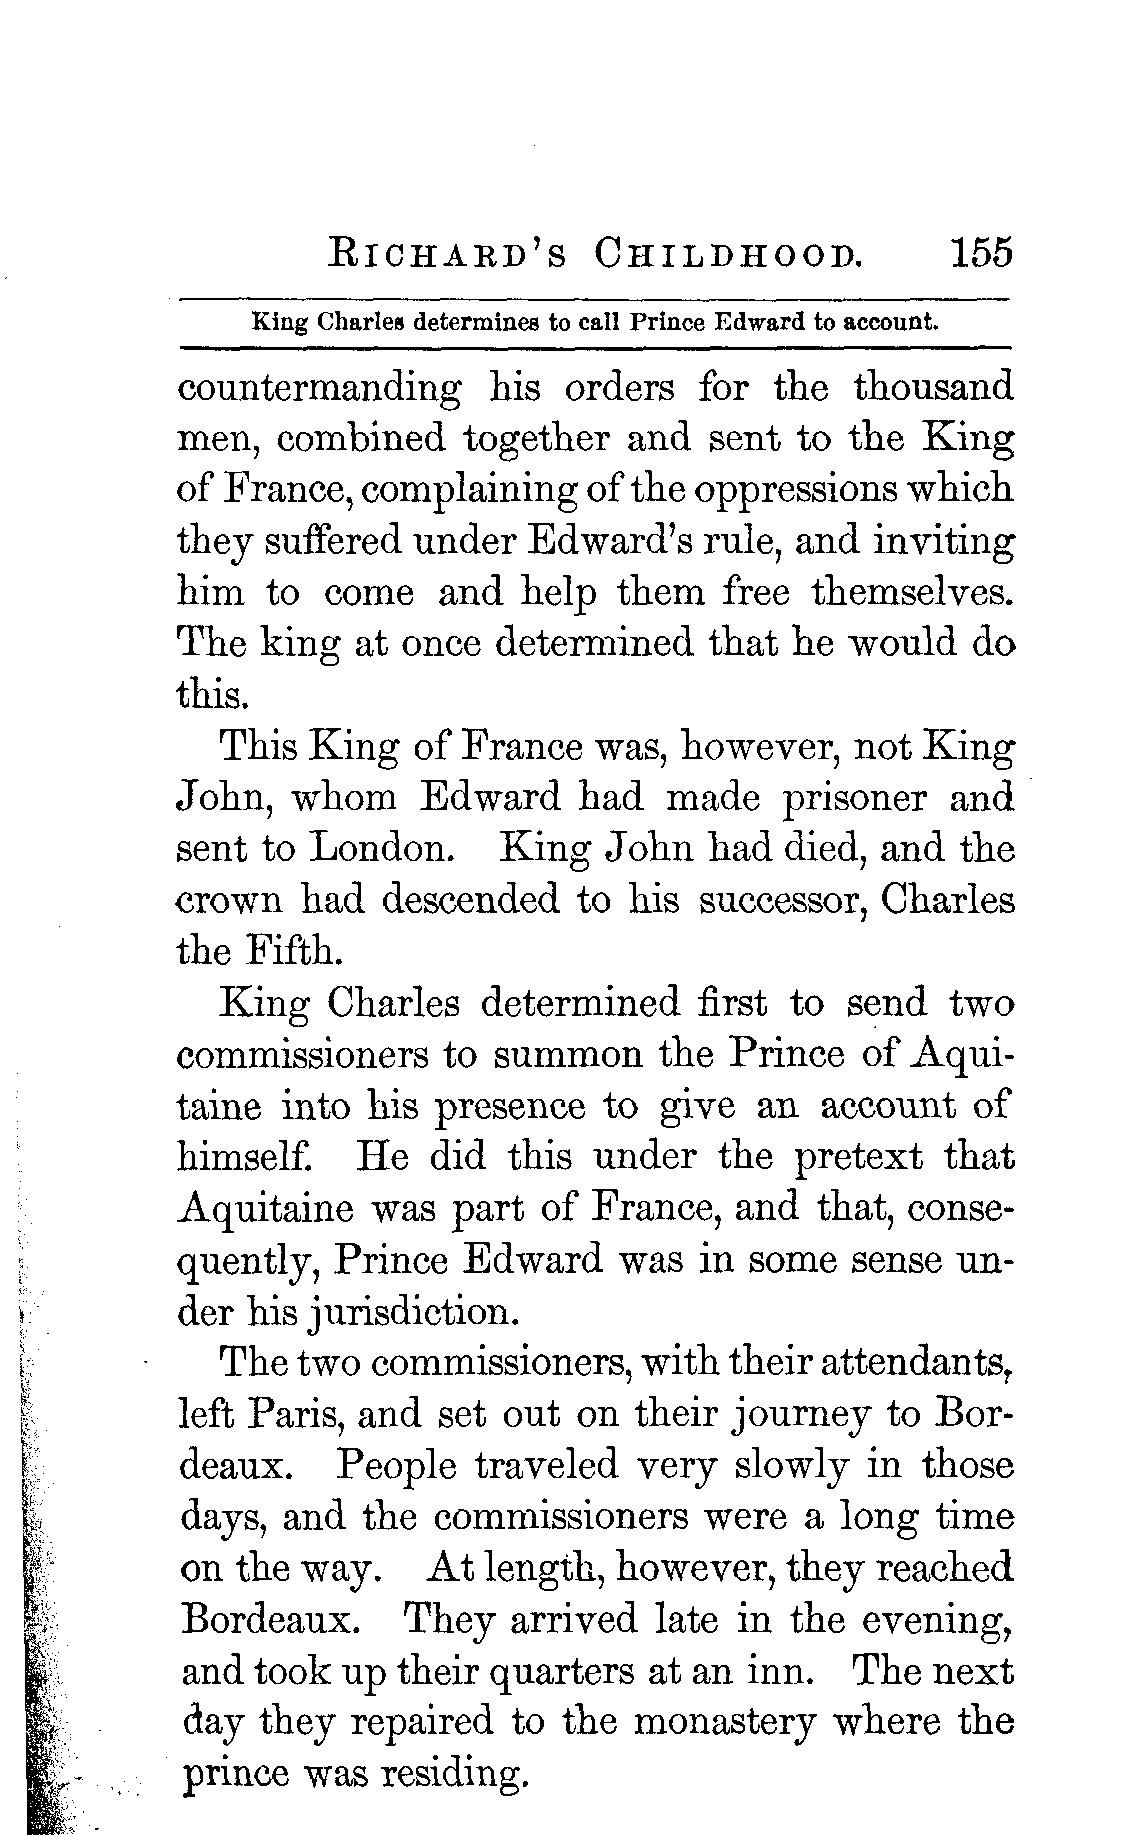 Richard's Childhood. 155
King Charles determines to call Prince Edward to account.
countermanding his orders for the thousand
men, combined together and sent to the King
of France, complaining of the oppressions which
they suffered under Edward's rule, and inviting
him to come and help them free themselves.
The king at once determined that he would do
this.
This King of France was, however, not King
John, whom Edward had made prisoner and
sent to London. King John had died, and the
crown had descended to his successor, Charles
the Fifth.
King Charles determined first to send two
commissioners to summon the Prince of Aqui-
taine into his presence to give an account of
himself. He did this under the pretext that
Aquitaine was part of France, and that, conse-
quently, Prince Edward was in some sense un-
der his jurisdiction.
The two commissioners, with their attendants,
left Paris, and set out on their journey to Bor-
deaux. People traveled very slowly in those
days, and the commissioners were a long time
on the way. At length, however, they reached
Bordeaux. They arrived late in the evening,
and took up their quarters at an inn. The next
day they repaired to the monastery where the
prince was residing.